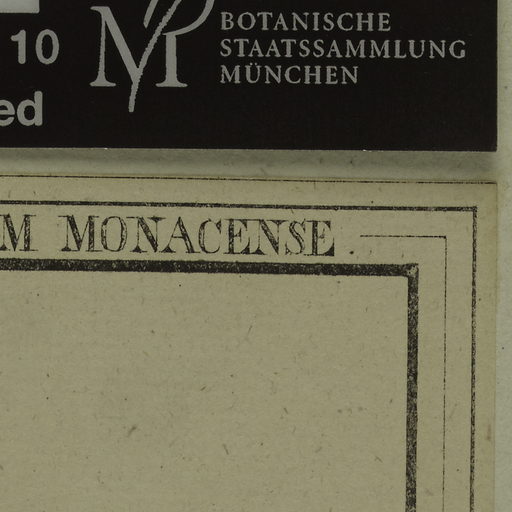 BOTANISCHE
10 STAATSSAMMLUNG
MÜNCHEN
ed
M MONACENSE